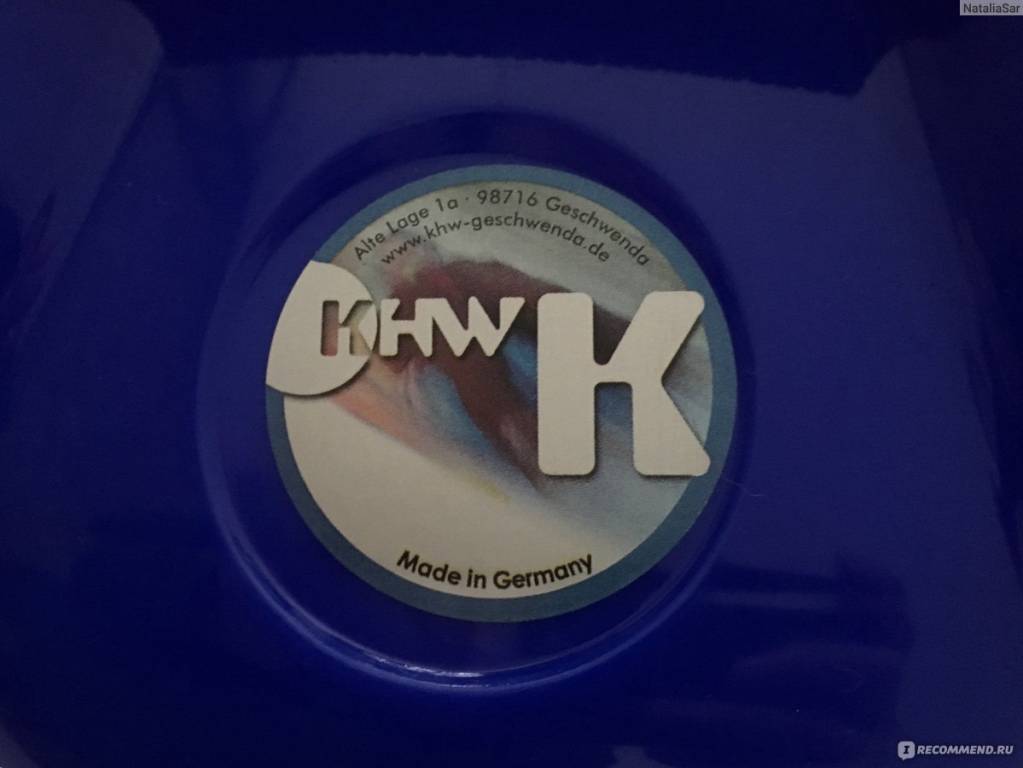 NataliaSar
Alte Lage 1a · 98716 Geschwenda
www.khw-geschwenda.de
KHW K
Made in Germany
I RECOMMEND.RU